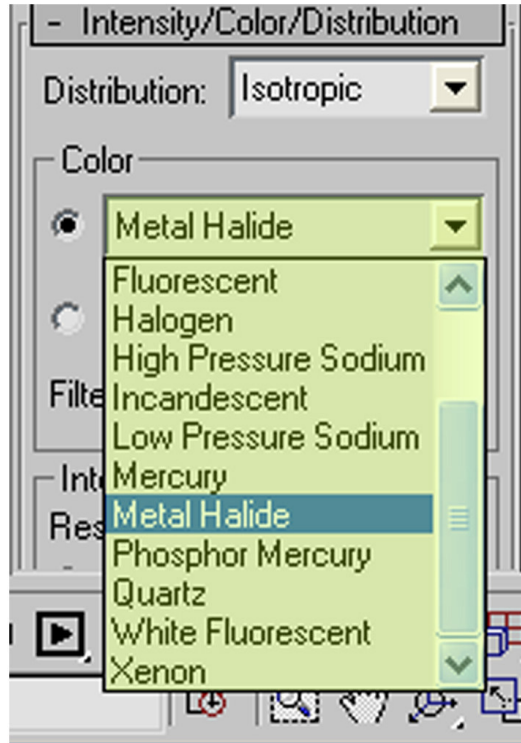 - Intensity/Color/Distribution
Distribution: Isotropic
Color
Metal Halide
Fluorescent
Halogen
High Pressure Sodium
Filte
Incandescent
Low Pressure Sodium
Mercury
Int
Metal Halide
Res
Phosphor Mercury
Quartz
White Fluorescent
Xenon